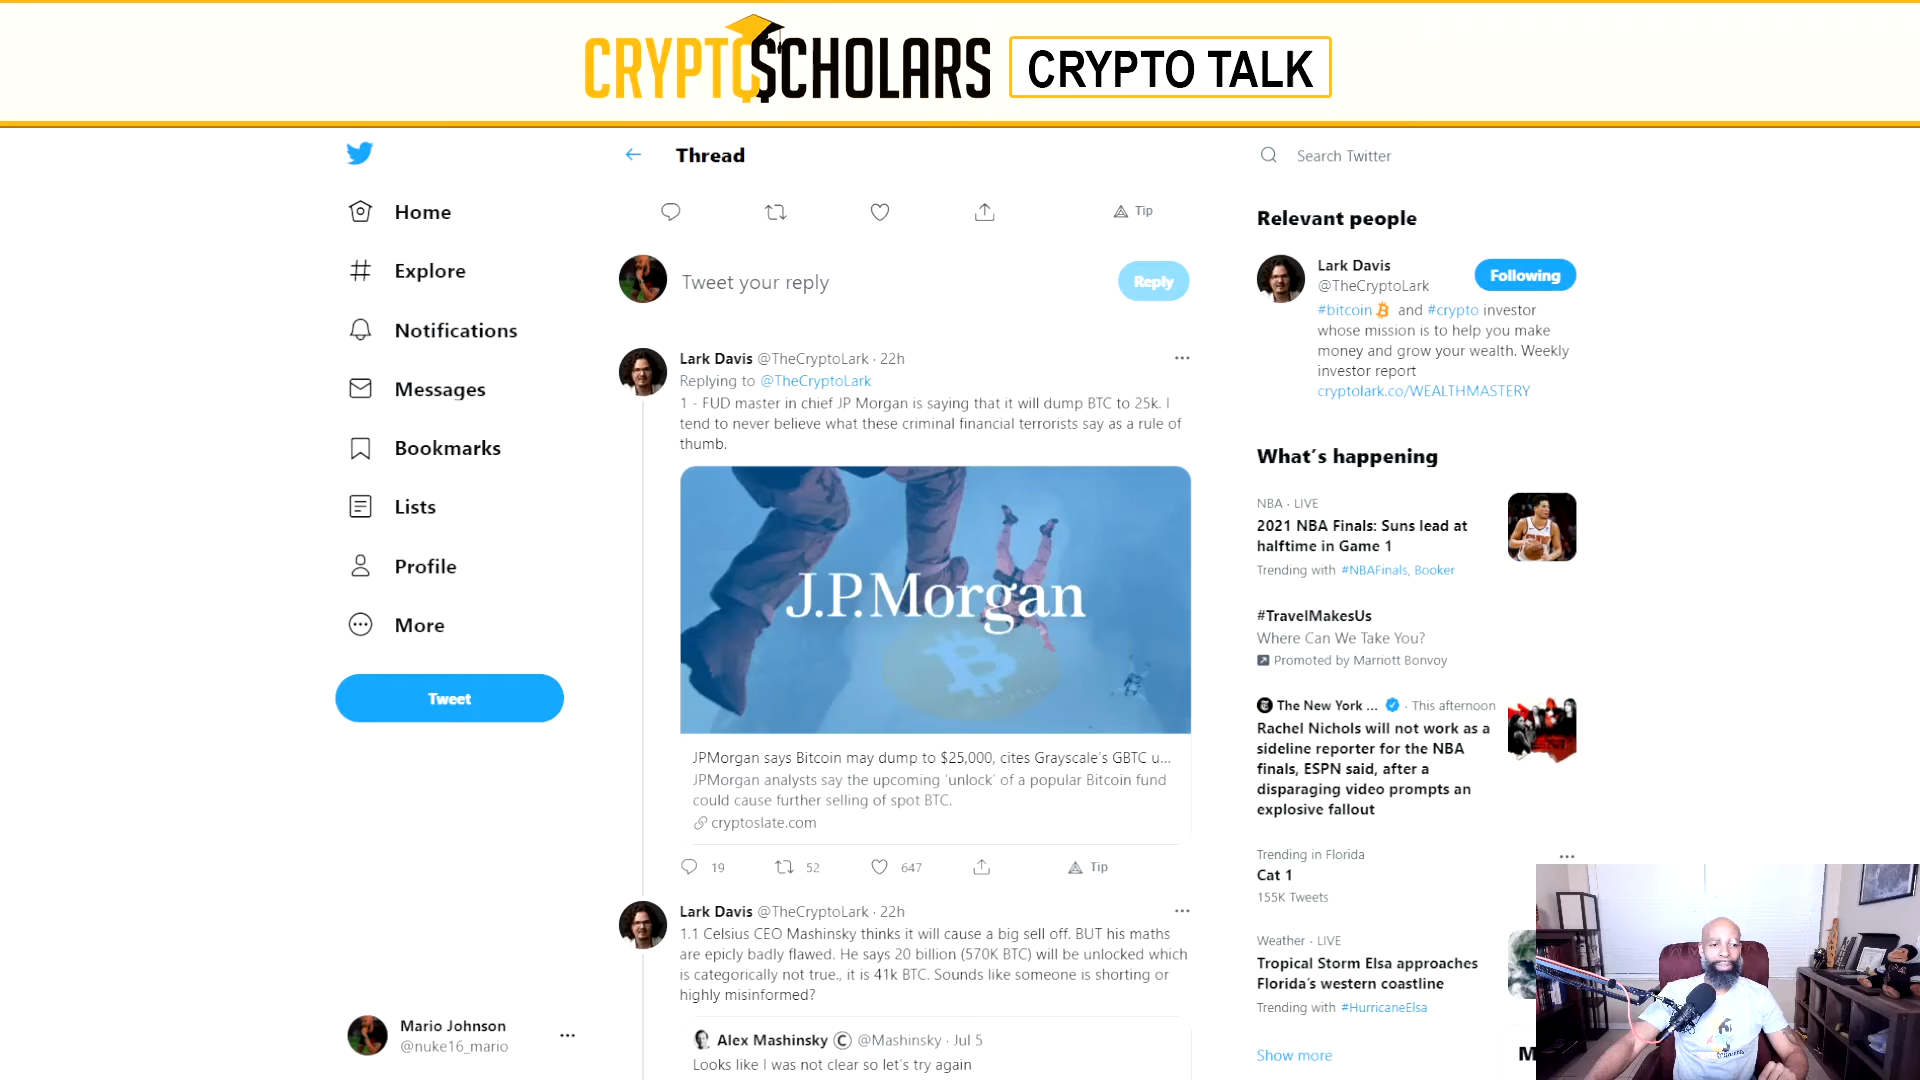 CRYPTOSCHOLARS CRYPTO TALK
Thread
Search Twitter
Home
Explore
Notifications
Messages
Bookmarks
Lists
Profile
More
Tweet
Mario Johnson
@nuke16_mario
Tip
Tweet your reply
Reply
Lark Davis @TheCryptoLark · 22h
Replying to @TheCryptoLark
1 - FUD master in chief JP Morgan is saying that it will dump BTC to 25k. I
tend to never believe what these criminal financial terrorists say as a rule of
thumb.
J.P.Morgan
JPMorgan says Bitcoin may dump to $25,000, cites Grayscale's GBTC u...
JPMorgan analysts say the upcoming 'unlock' of a popular Bitcoin fund
could cause further selling of spot BTC.
cryptoslate.com
19 52 647 Tip
Lark Davis @TheCryptoLark · 22h
1.1 Celsius CEO Mashinsky thinks it will cause a big sell off. BUT his maths
are epicly badly flawed. He says 20 billion (570K BTC) will be unlocked which
is categorically not true., it is 41k BTC. Sounds like someone is shorting or
highly misinformed?
Alex Mashinsky Ⓒ @Mashinsky · Jul 5
Looks like I was not clear so let's try again
Relevant people
Lark Davis
@TheCryptoLark
Following
#bitcoin and #crypto investor
whose mission is to help you make
money and grow your wealth. Weekly
investor report
cryptolark.co/WEALTHMASTERY
What's happening
NBA · LIVE
2021 NBA Finals: Suns lead at
halftime in Game 1
Trending with #NBAFinals, Booker
#TravelMakesUs
Where Can We Take You?
Promoted by Marriott Bonvoy
The New York ... · This afternoon
Rachel Nichols will not work as a
sideline reporter for the NBA
finals, ESPN said, after a
disparaging video prompts an
explosive fallout
Trending in Florida
Cat 1
155K Tweets
Weather · LIVE
Tropical Storm Elsa approaches
Florida's western coastline
Trending with #HurricaneElsa
Show more